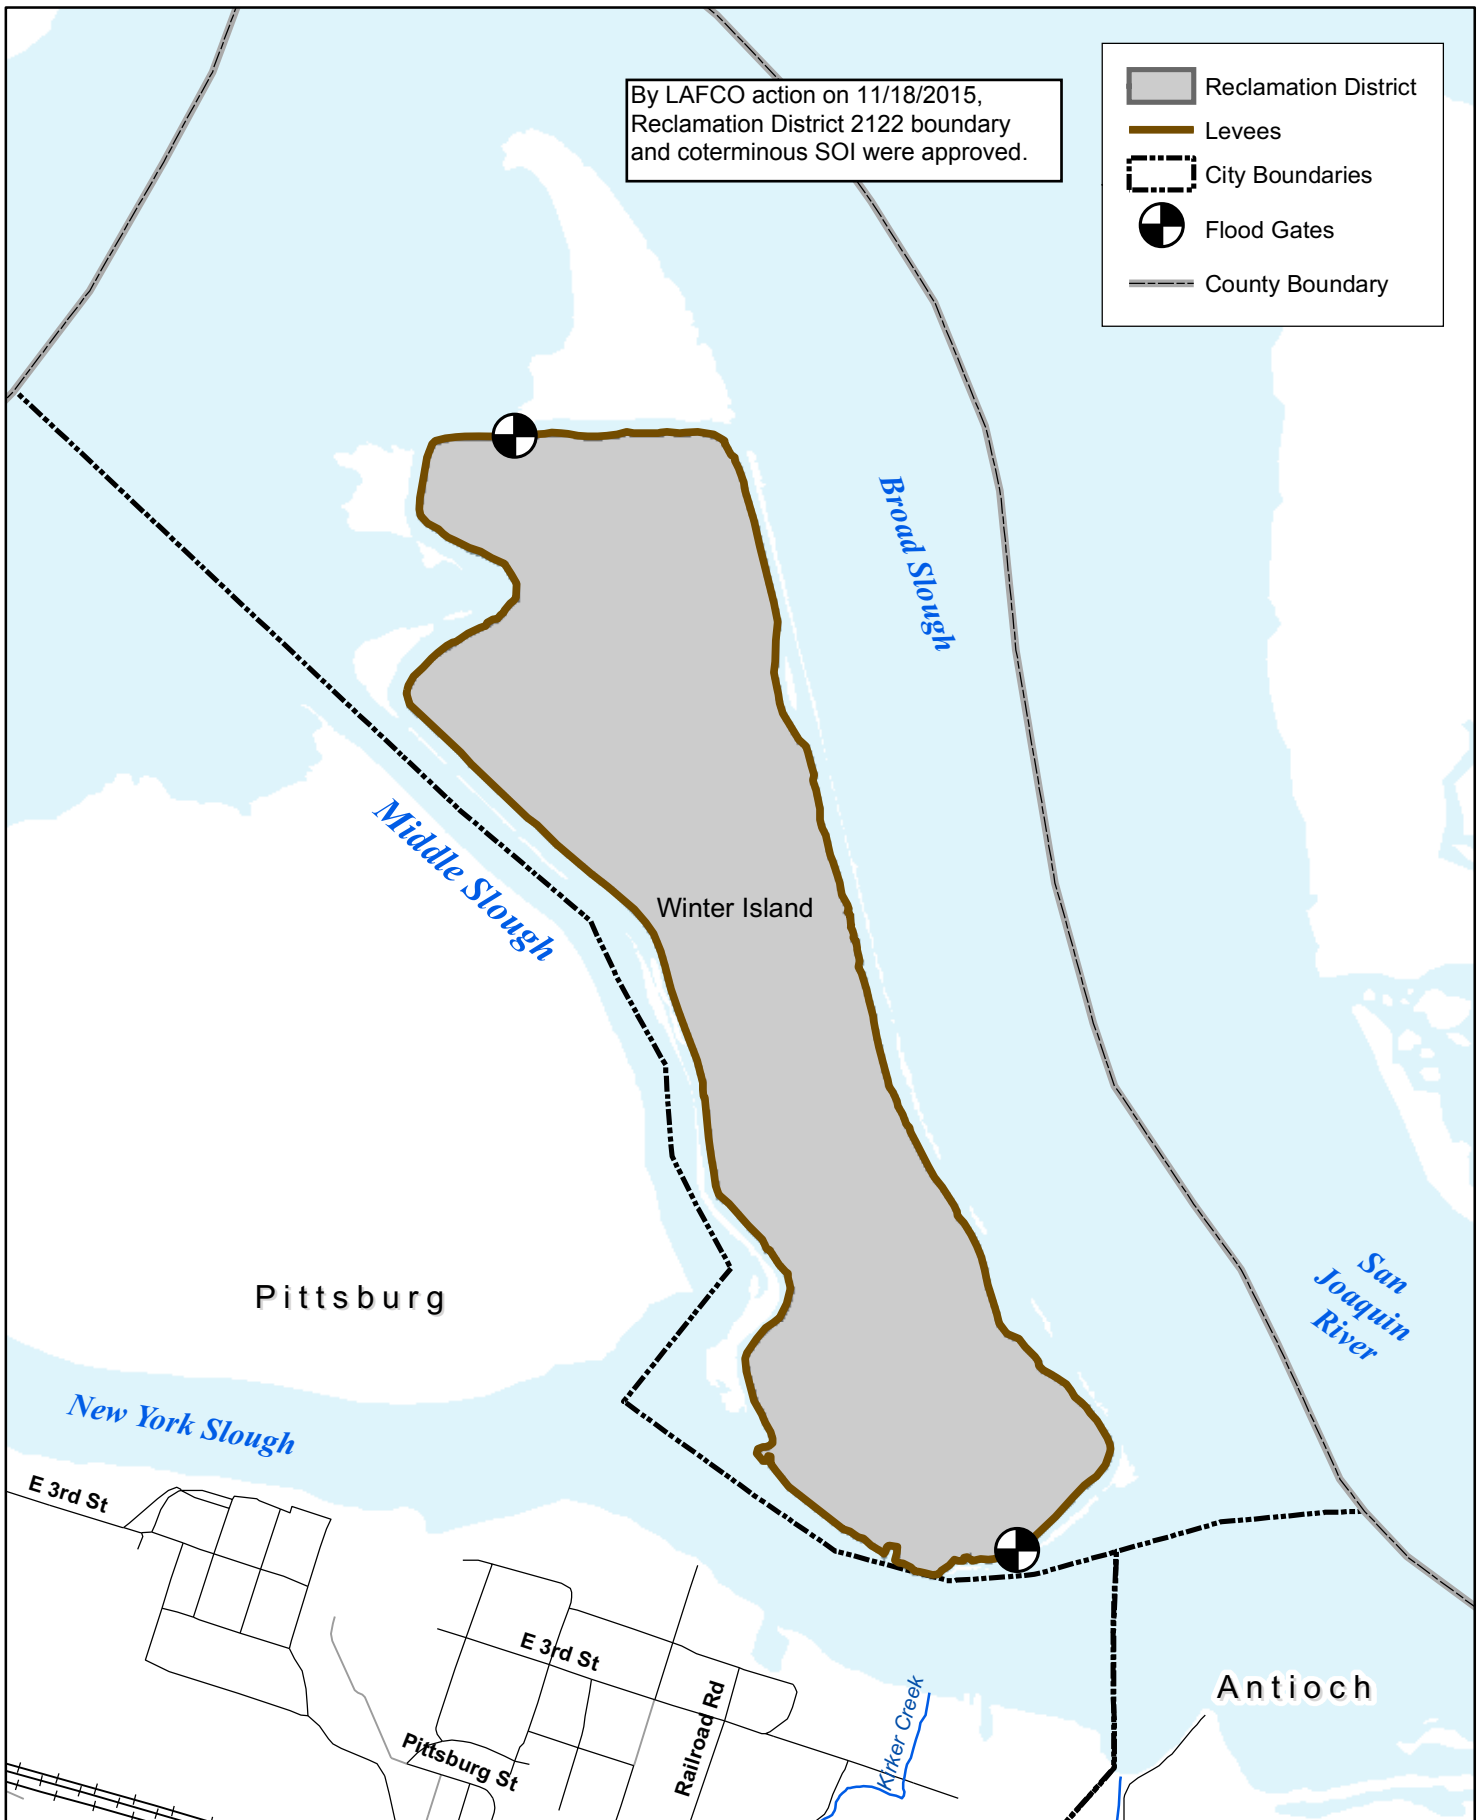 By LAFCO action on 11/18/2015,
Reclamation District 2122 boundary
and coterminous SOI were approved.
Reclamation District
Levees
City Boundaries
Flood Gates
County Boundary
Broad Slough
Middle Slough
Winter Island
San
Joaquin
River
Pittsburg
New York Slough
E 3rd St
E 3rd St
Railroad Rd
Pittsburg St
Kirker Creek
Antioch